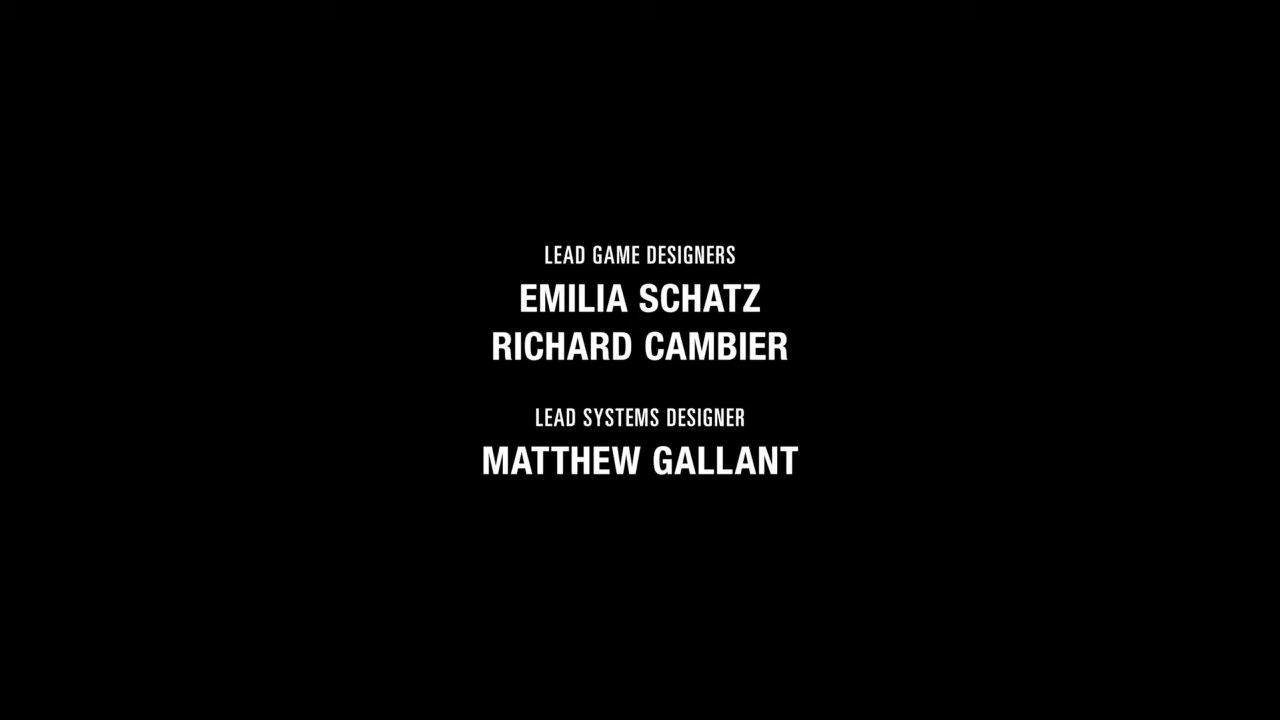 LEAD GAME DESIGNERS
EMILIA SCHATZ
RICHARD CAMBIER
LEAD SYSTEMS DESIGNER
MATTHEW GALLANT